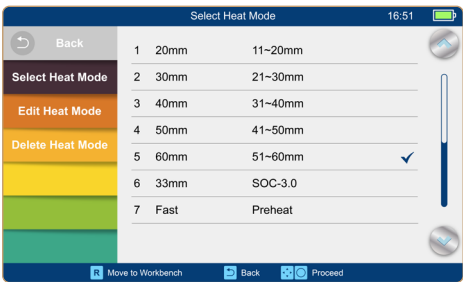 Select Heat Mode 16:51
Back
Select Heat Mode
Edit Heat Mode
Delete Heat Mode
1 20mm 11~20mm
2 30mm 21~30mm
3 40mm 31~40mm
4 50mm 41~50mm
5 60mm 51~60mm
6 33mm SOC-3.0
7 Fast Preheat
R Move to Workbench Back Proceed